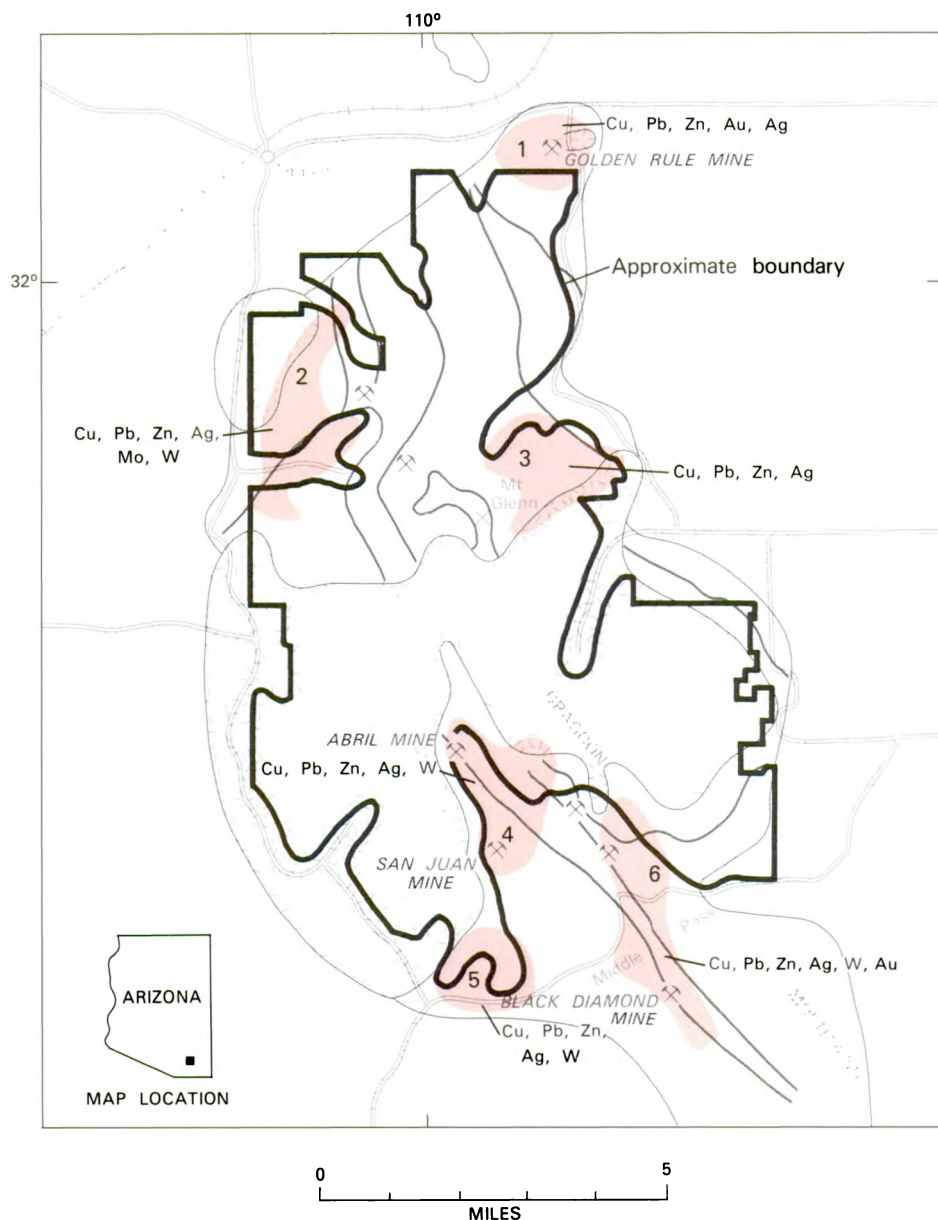 110°
Cu, Pb, Zn, Au, Ag
1
GOLDEN RULE MINE
32°
Approximate boundary
2
Cu, Pb, Zn, Ag,
Mo, W
3
Cu, Pb, Zn, Ag
Mt
Glenn
DRAGOON
ABRIL MINE
Cu, Pb, Zn, Ag, W
4
SAN JUAN
MINE
6
Middle Pass
Cu, Pb, Zn, Ag, W, Au
5
BLACK DIAMOND
MINE
Cu, Pb, Zn,
Ag, W
ARIZONA
MAP LOCATION
0 5
MILES